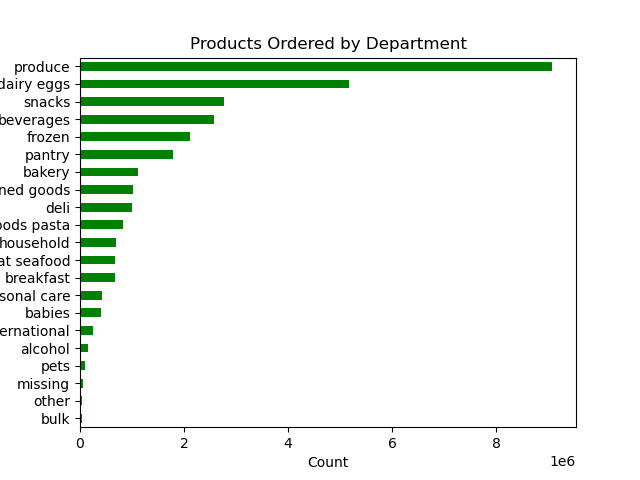 Products Ordered by Department
produce
dairy eggs
snacks
beverages
frozen
pantry
bakery
ned goods
deli
oods pasta
household
at seafood
breakfast
sonal care
babies
ernational
alcohol
pets
missing
other
bulk
0 2 4 6 8
1e6
Count